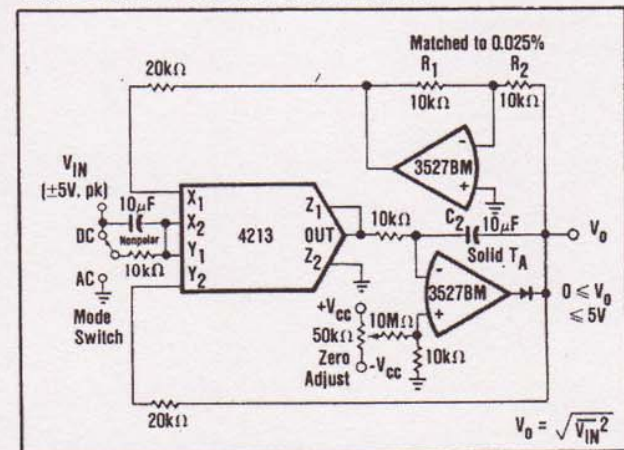 Matched to 0.025%
20kΩ
R1
R2
10kΩ
10kΩ
-
3527BM
+
VIN
(±5V. pk)
10μF
Nonpolar
DC
10kΩ
AC
Mode
Switch
X1
X2
Y1
Y2
4213
Z1
OUT
Z2
10kΩ
C2
10μF
Solid TA
-
3527BM
+
Vo
0 ≤ Vo
≤ 5V
+Vcc
50kΩ
10MΩ
10kΩ
Zero
Adjust
-Vcc
20kΩ
Vo = √VIN²